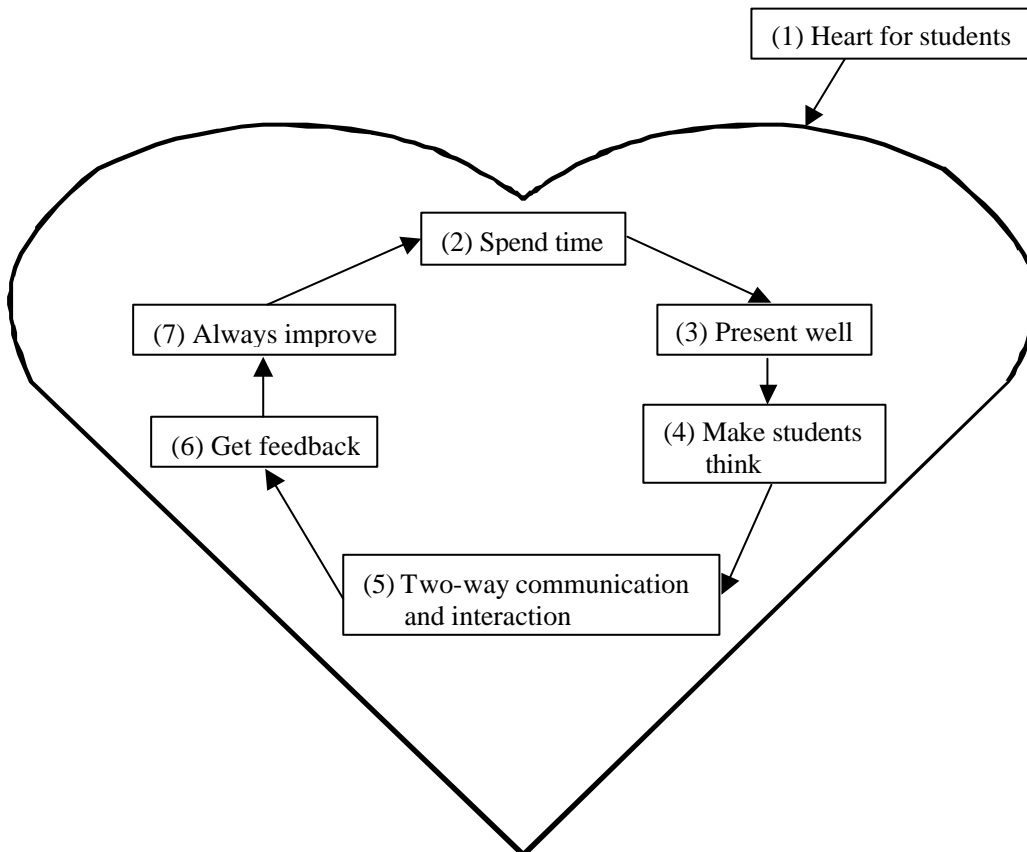 (1) Heart for students
(2) Spend time
(7) Always improve
(3) Present well
(6) Get feedback
(4) Make students
think
(5) Two-way communication
and interaction